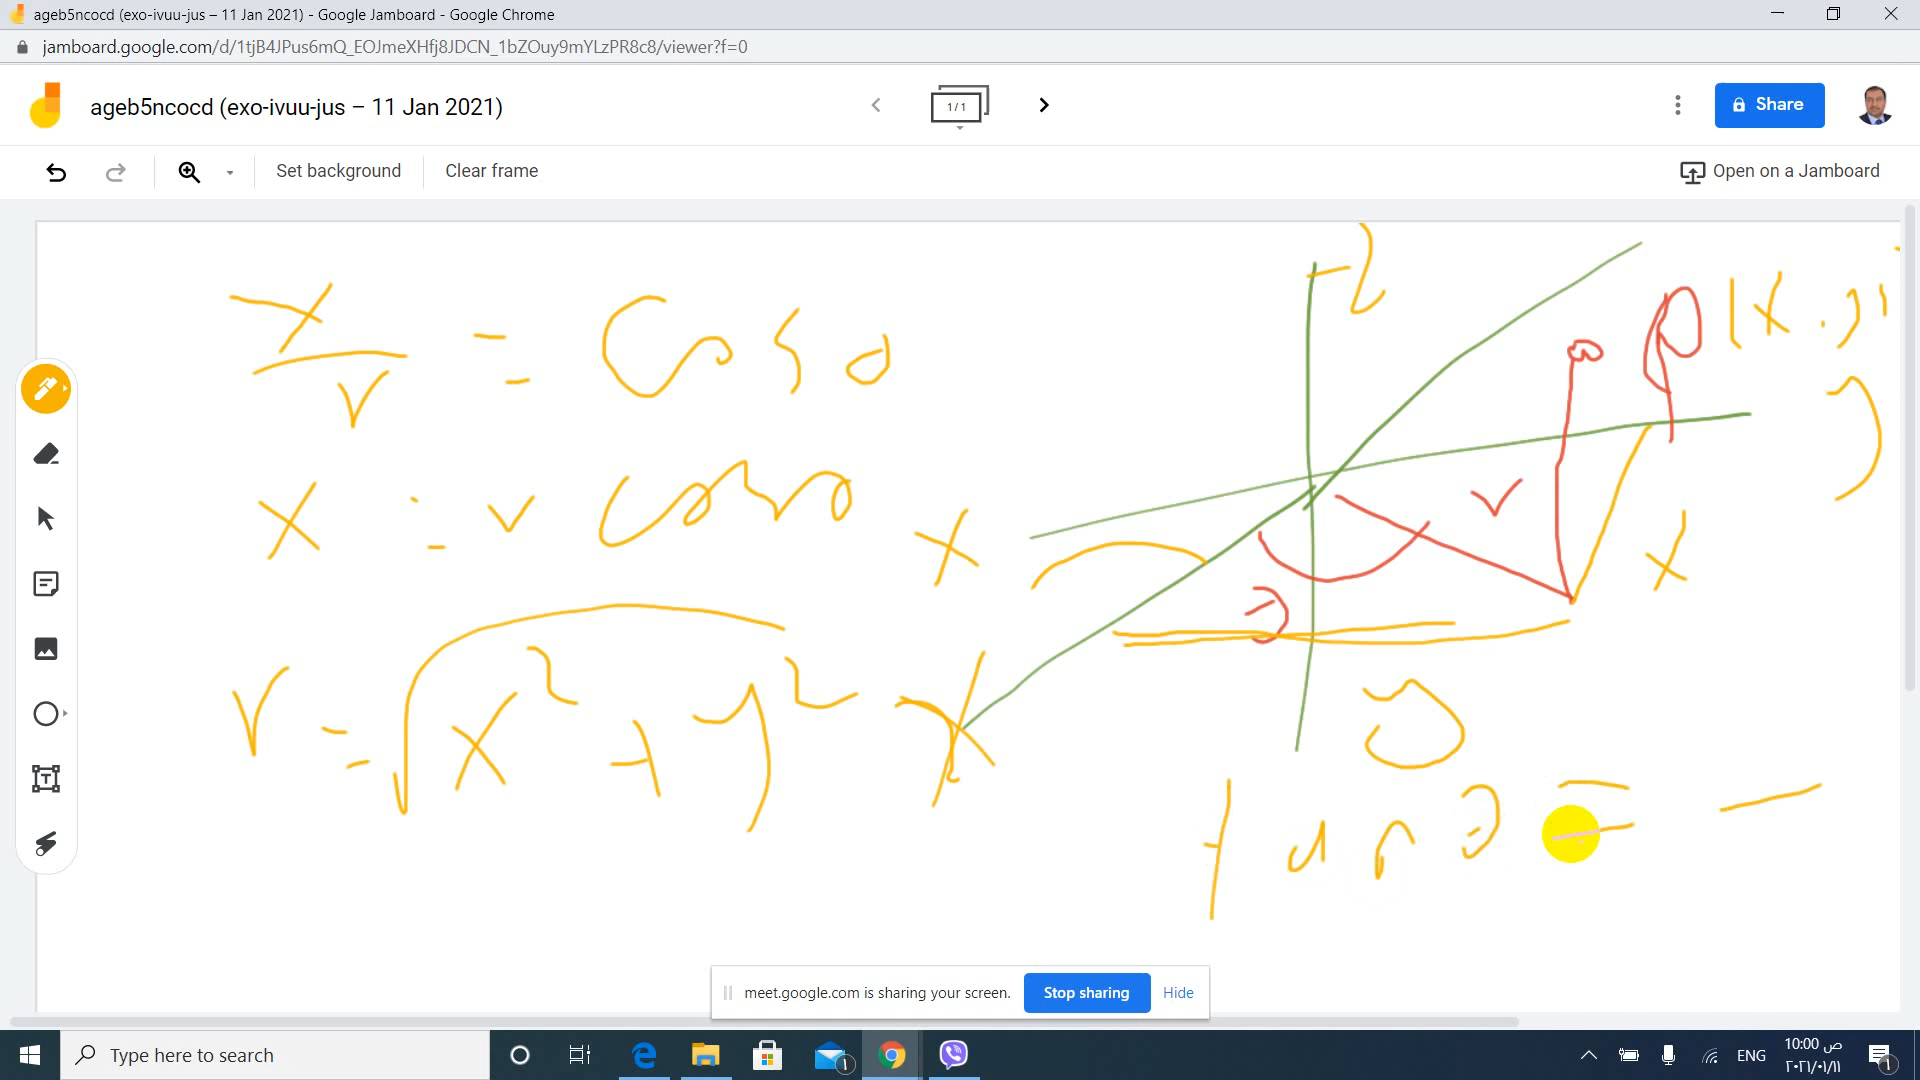 ageb5ncocd (exo-ivuu-jus – 11 Jan 2021) - Google Jamboard - Google Chrome
jamboard.google.com/d/1tjB4JPus6mQ_EOJmeXHfj8JDCN_1bZOuy9mYLzPR8c8/viewer?f=0
ageb5ncocd (exo-ivuu-jus – 11 Jan 2021)
1/1
Share
Set background
Clear frame
Open on a Jamboard
x/r = Cos θ
x = r cos θ
r = √x² + y²
x
x
r
x
tan
=
meet.google.com is sharing your screen.
Stop sharing
Hide
Type here to search
ENG
10:00 ص
٢٠٢١/٠١/١١
١
١